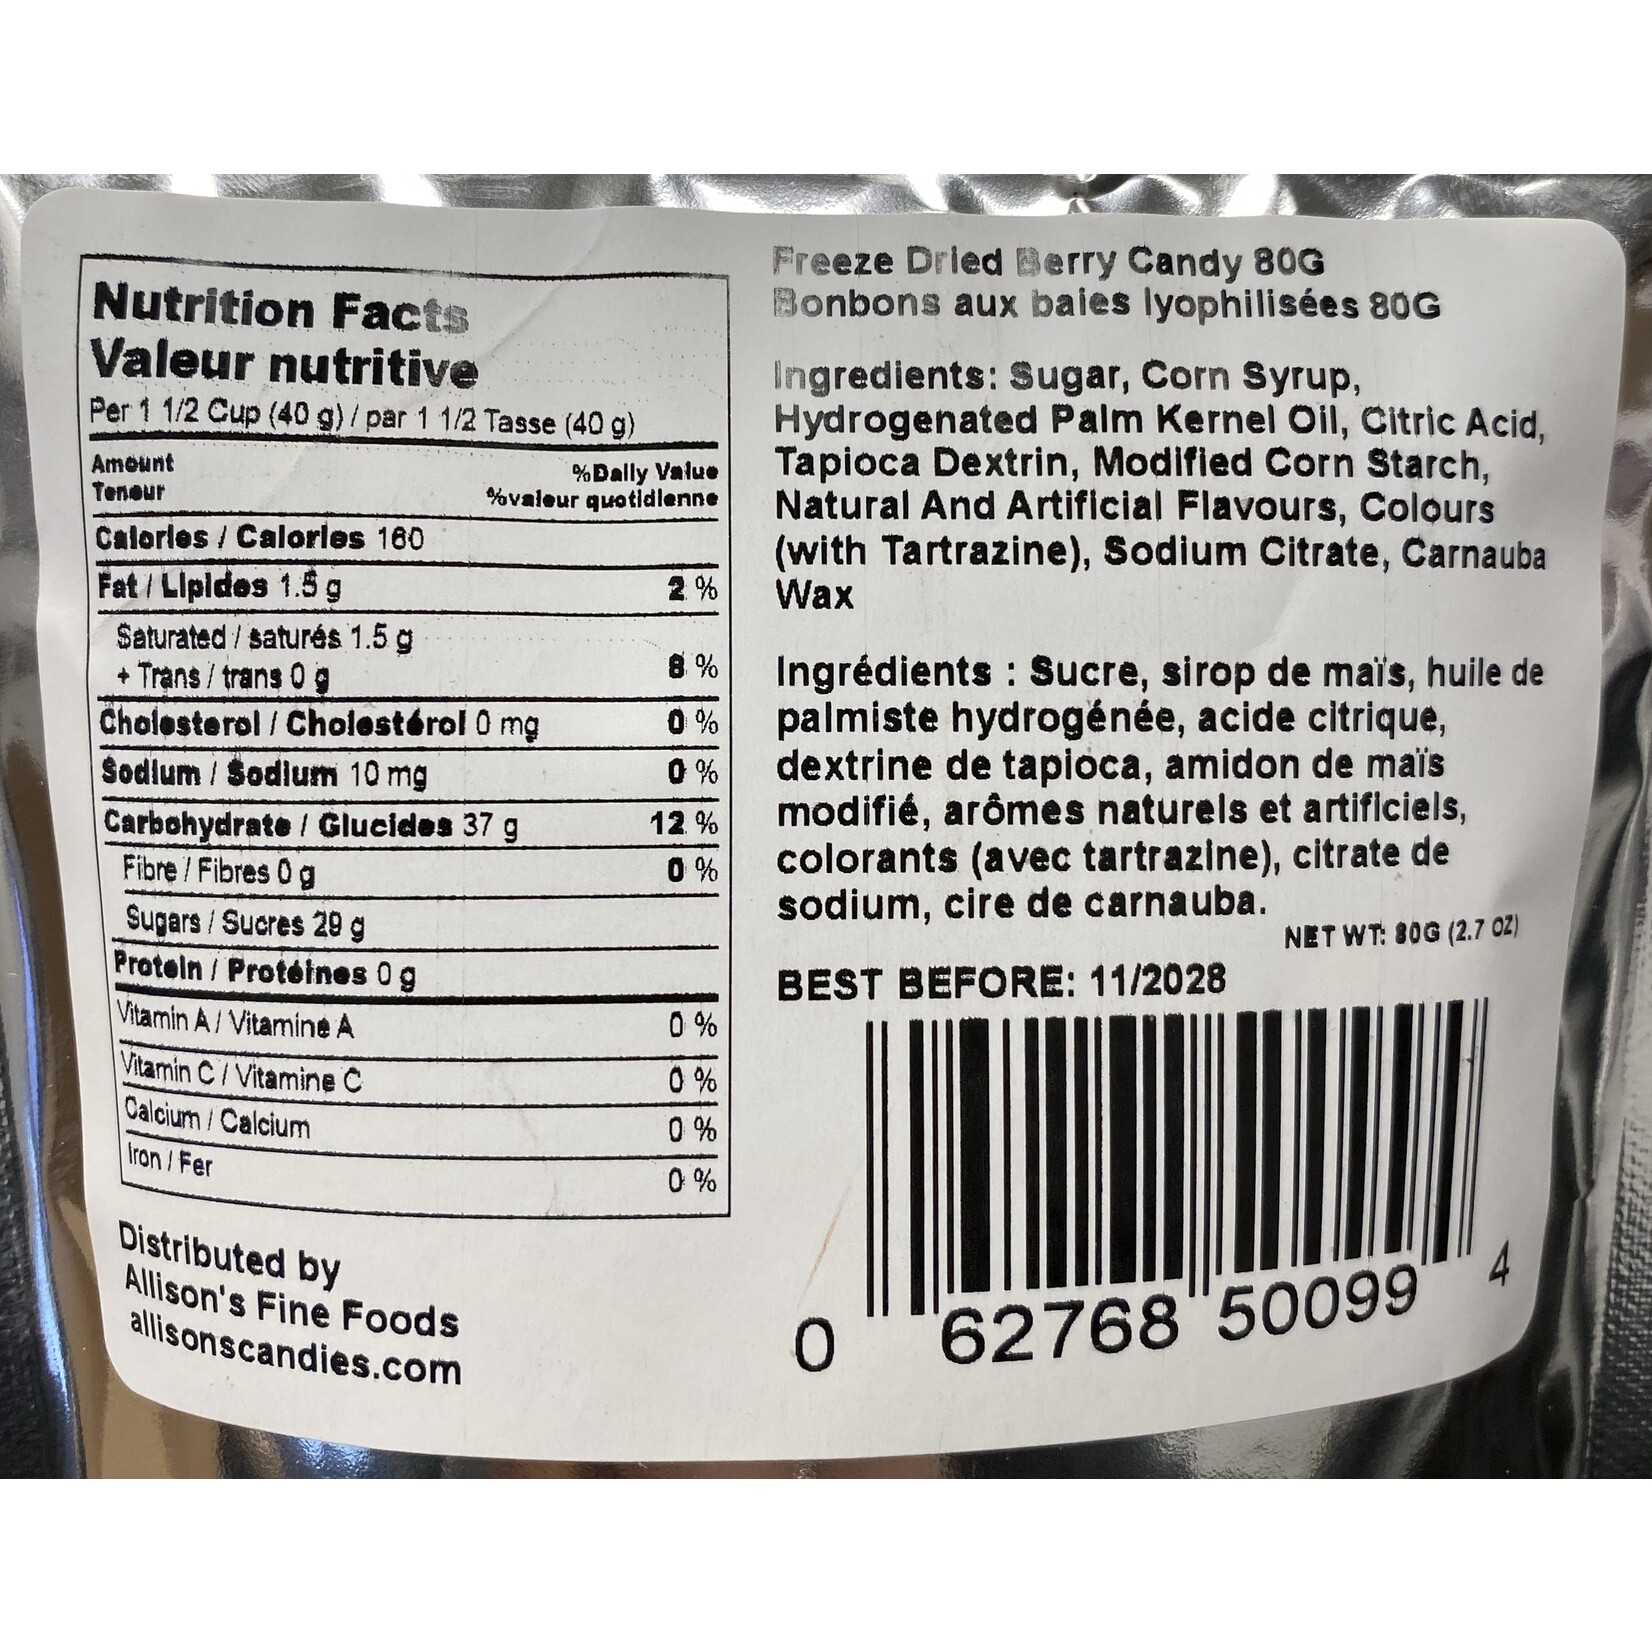 Nutrition Facts
Valeur nutritive
Per 1 1/2 Cup (40 g) / par 1 1/2 Tasse (40 g)
Amount
Teneur
% Daily Value
% valeur quotidienne
Calories / Calories 160
Fat / Lipides 1.5 g 2 %
Saturated / saturés 1.5 g
+ Trans / trans 0 g 8 %
Cholesterol / Cholestérol 0 mg 0 %
Sodium / Sodium 10 mg 0 %
Carbohydrate / Glucides 37 g 12 %
Fibre / Fibres 0 g 0 %
Sugars / Sucres 29 g
Protein / Protéines 0 g
Vitamin A / Vitamine A 0 %
Vitamin C / Vitamine C 0 %
Calcium / Calcium 0 %
Iron / Fer 0 %
Distributed by
Allison's Fine Foods
allisonscandies.com
Freeze Dried Berry Candy 80G
Bonbons aux baies lyophilisées 80G
Ingredients: Sugar, Corn Syrup,
Hydrogenated Palm Kernel Oil, Citric Acid,
Tapioca Dextrin, Modified Corn Starch,
Natural And Artificial Flavours, Colours
(with Tartrazine), Sodium Citrate, Carnauba
Wax
Ingrédients : Sucre, sirop de maïs, huile de
palmiste hydrogénée, acide citrique,
dextrine de tapioca, amidon de maïs
modifié, arômes naturels et artificiels,
colorants (avec tartrazine), citrate de
sodium, cire de carnauba.
NET WT: 80G (2.7 OZ)
BEST BEFORE: 11/2028
0 62768 50099 4